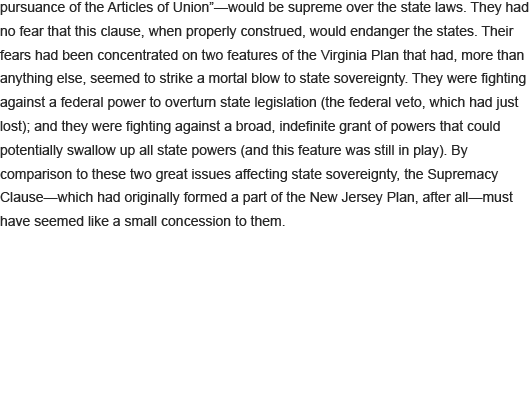 pursuance of the Articles of Union”—would be supreme over the state laws. They had
no fear that this clause, when properly construed, would endanger the states. Their
fears had been concentrated on two features of the Virginia Plan that had, more than
anything else, seemed to strike a mortal blow to state sovereignty. They were fighting
against a federal power to overturn state legislation (the federal veto, which had just
lost); and they were fighting against a broad, indefinite grant of powers that could
potentially swallow up all state powers (and this feature was still in play). By
comparison to these two great issues affecting state sovereignty, the Supremacy
Clause—which had originally formed a part of the New Jersey Plan, after all—must
have seemed like a small concession to them.